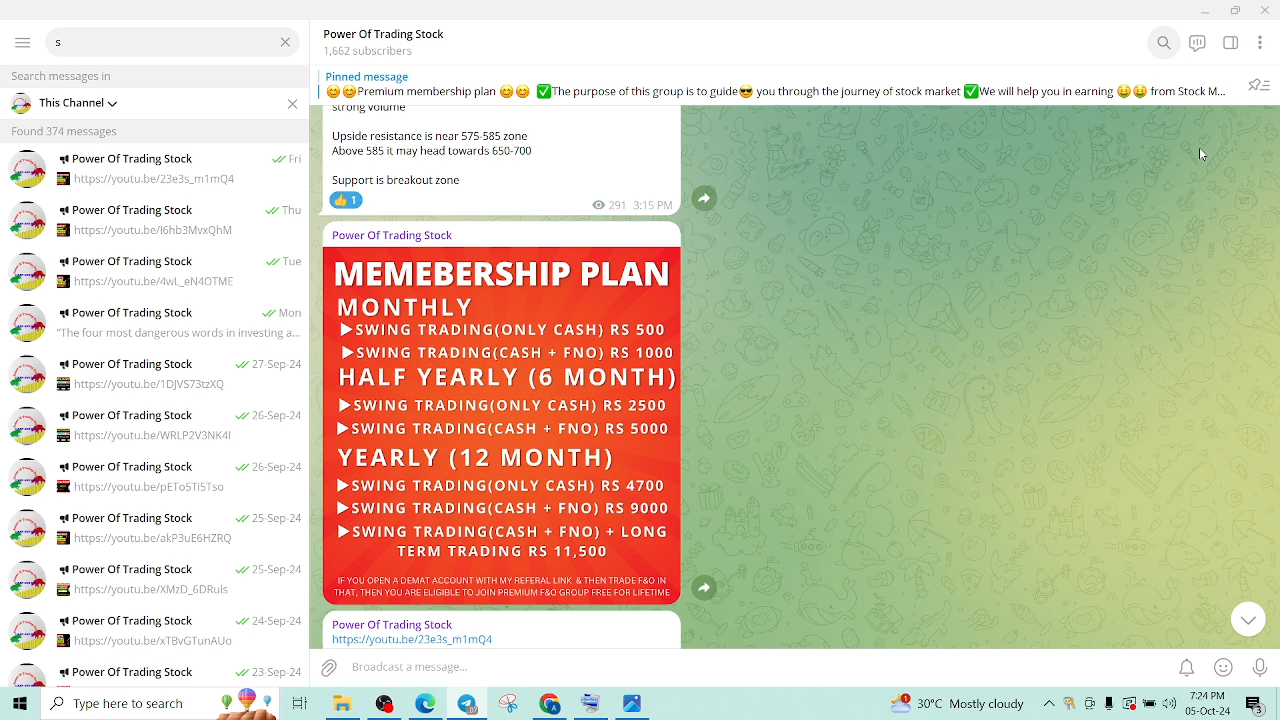 s
Power Of Trading Stock
1,662 subscribers
Search messages in
This Channel
Found 374 messages
Power Of Trading Stock Fri
https://youtu.be/23e3s_m1mQ4
Power Of Trading Stock Thu
https://youtu.be/l6hb3MvxQhM
Power Of Trading Stock Tue
https://youtu.be/4wL_eN4OTME
Power Of Trading Stock Mon
"The four most dangerous words in investing a...
Power Of Trading Stock 27-Sep-24
https://youtu.be/1DJVS73tzXQ
Power Of Trading Stock 26-Sep-24
https://youtu.be/WRLP2V3NK4I
Power Of Trading Stock 26-Sep-24
https://youtu.be/pETo5Ti5Tso
Power Of Trading Stock 25-Sep-24
https://youtu.be/akP3uE6HZRQ
Power Of Trading Stock 25-Sep-24
https://youtu.be/XMzD_6DRuls
Power Of Trading Stock 24-Sep-24
https://youtu.be/xTBvGTunAUo
Power Of Trading Stock 23-Sep-24
Pinned message
😊😊Premium membership plan 😊😊 ✅The purpose of this group is to guide😎 you through the journey of stock market ✅We will help you in earning 🤑🤑 from Stock M...
strong volume
Upside resistance is near 575-585 zone
Above 585 it may head towards 650-700
Support is breakout zone
👍 1
291 3:15 PM
Power Of Trading Stock
MEMEBERSHIP PLAN
MONTHLY
▶SWING TRADING(ONLY CASH) RS 500
▶SWING TRADING(CASH + FNO) RS 1000
HALF YEARLY (6 MONTH)
▶SWING TRADING(ONLY CASH) RS 2500
▶SWING TRADING(CASH + FNO) RS 5000
YEARLY (12 MONTH)
▶SWING TRADING(ONLY CASH) RS 4700
▶SWING TRADING(CASH + FNO) RS 9000
▶SWING TRADING(CASH + FNO) + LONG
TERM TRADING RS 11,500
IF YOU OPEN A DEMAT ACCOUNT WITH MY REFERAL LINK & THEN TRADE F&O IN
THAT, THEN YOU ARE ELIGIBLE TO JOIN PREMIUM F&O GROUP FREE FOR LIFETIME
Power Of Trading Stock
https://youtu.be/23e3s_m1mQ4
Broadcast a message...
Type here to search
30°C Mostly cloudy
7:24 PM
05-Oct-24